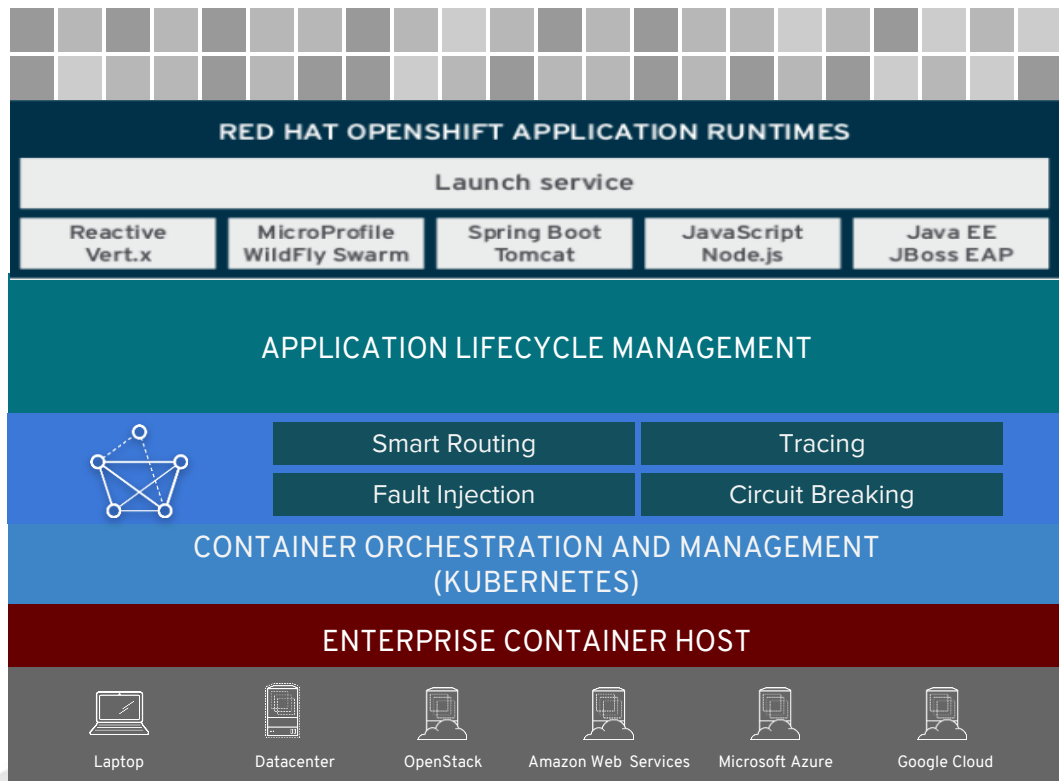 RED HAT OPENSHIFT APPLICATION RUNTIMES
Launch service
Reactive
Vert.x
MicroProfile
WildFly Swarm
Spring Boot
Tomcat
JavaScript
Node.js
Java EE
JBoss EAP
APPLICATION LIFECYCLE MANAGEMENT
Smart Routing
Tracing
Fault Injection
Circuit Breaking
CONTAINER ORCHESTRATION AND MANAGEMENT
(KUBERNETES)
ENTERPRISE CONTAINER HOST
Laptop
Datacenter
OpenStack
Amazon Web Services
Microsoft Azure
Google Cloud